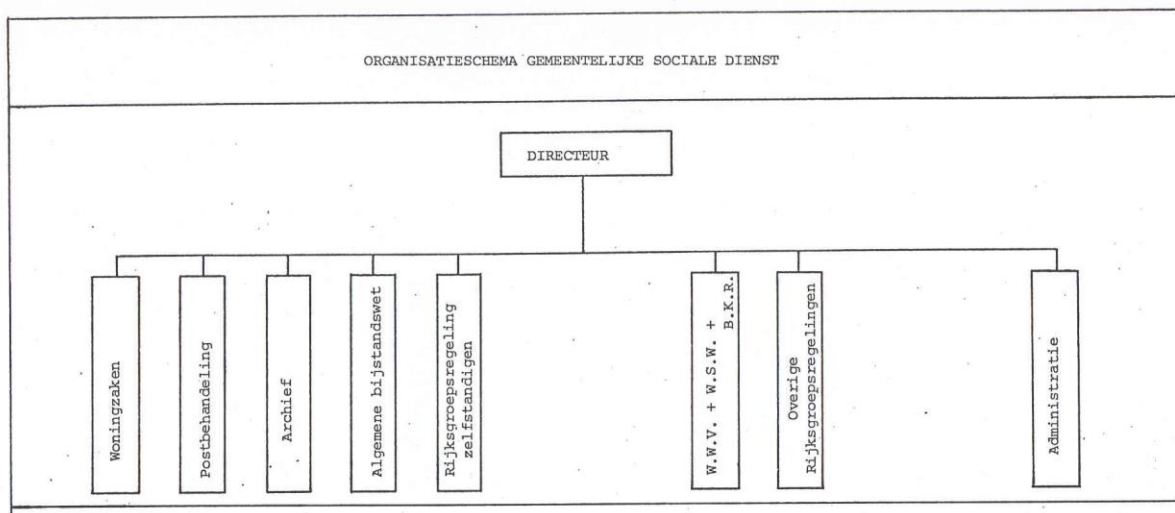 ORGANISATIESCHEMA GEMEENTELIJKE SOCIALE DIENST
DIRECTEUR
Woningzaken
Postbehandeling
Archief
Algemene bijstandswet
Rijksgroepsregeling
zelfstandigen
W.W.V. + W.S.W. +
B.K.R.
Overige
Rijksgroepsregelingen
Administratie